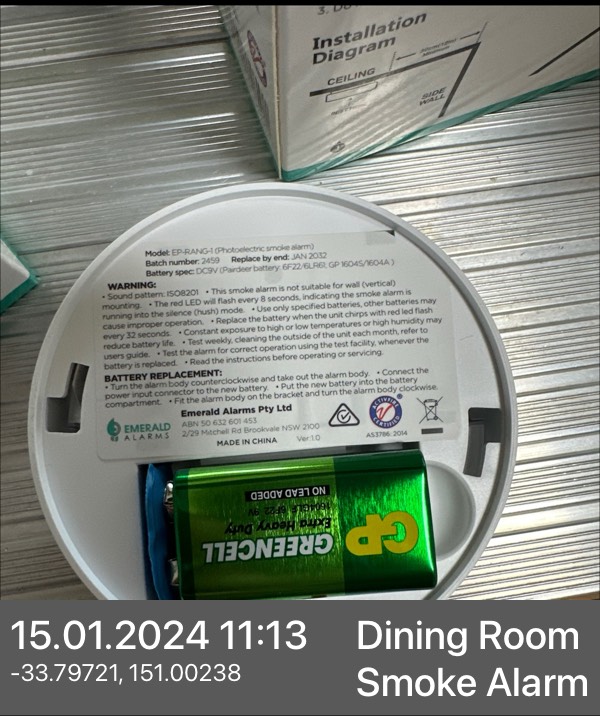 3. Do
Installation
Diagram
CEILING
SIDE
WALL
Model: EP-RANG-1 (Photoelectric smoke alarm)
Batch number: 2459 Replace by end: JAN 2032
Battery spec: DC9V (Pairdeer battery: 6F22/6LR61, GP 1604S/1604A )
WARNING:
• Sound pattern: ISO8201 • This smoke alarm is not suitable for wall (vertical)
mounting. • The red LED will flash every 8 seconds, indicating the smoke alarm is
running into the silence (hush) mode. • Use only specified batteries, other batteries may
cause improper operation. • Replace the battery when the unit chirps with red led flash
every 32 seconds. • Constant exposure to high or low temperatures or high humidity may
reduce battery life. • Test weekly, cleaning the outside of the unit each month, refer to
users guide. • Test the alarm for correct operation using the test facility, whenever the
battery is replaced. • Read the instructions before operating or servicing.
BATTERY REPLACEMENT:
• Turn the alarm body counterclockwise and take out the alarm body. • Connect the
power input connector to the new battery. • Put the new battery into the battery
compartment. • Fit the alarm body on the bracket and turn the alarm body clockwise.
EMERALD
ALARMS
Emerald Alarms Pty Ltd
ABN 50 632 601 453
2/29 Mitchell Rd Brookvale NSW 2100
MADE IN CHINA Ver:1.0
ACTIVFIRE
CERTIFIED
AS3786: 2014
GP
GREENCELL
Extra Heavy Duty
1604GLF 6F22 9V
NO LEAD ADDED
15.01.2024 11:13
-33.79721, 151.00238
Dining Room
Smoke Alarm